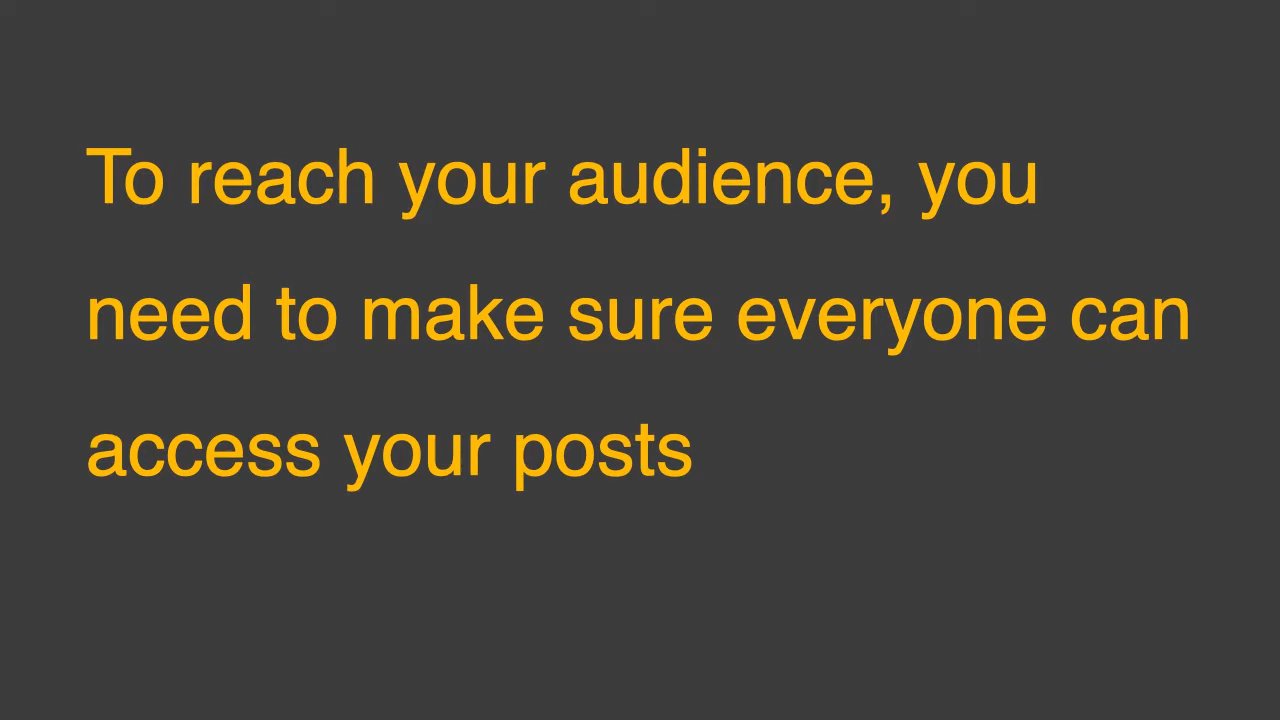 To reach your audience, you
need to make sure everyone can
access your posts